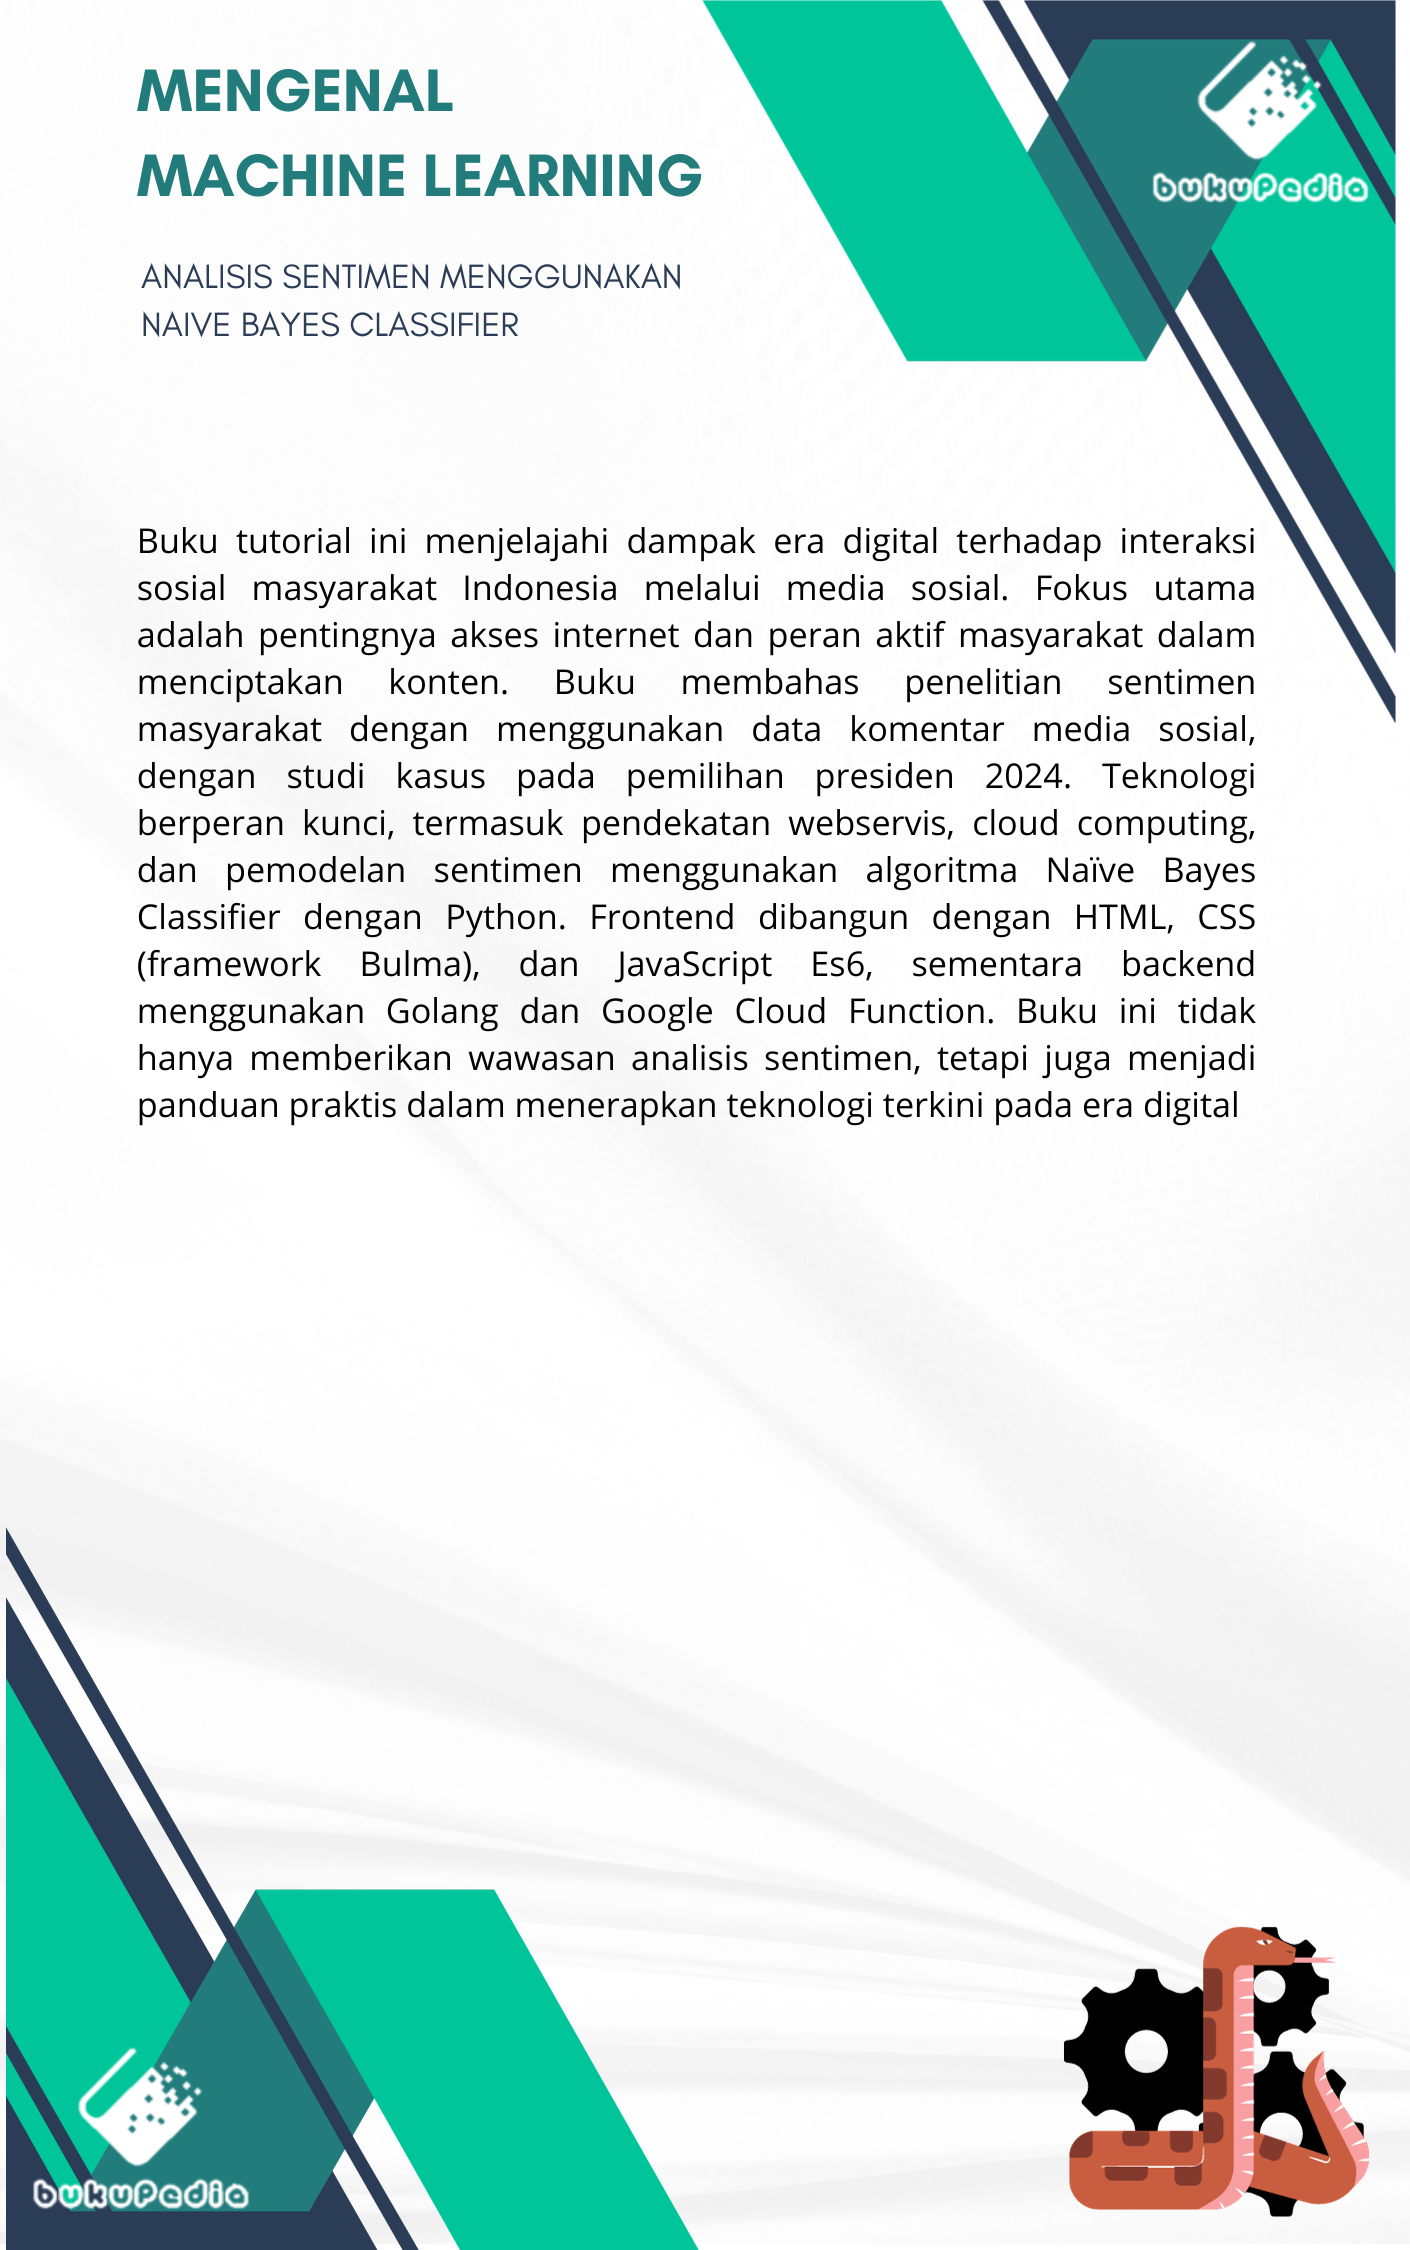 MENGENAL
MACHINE LEARNING
bukupedia
ANALISIS SENTIMEN MENGGUNAKAN
NAIVE BAYES CLASSIFIER
Buku tutorial ini menjelajahi dampak era digital terhadap interaksi
sosial masyarakat Indonesia melalui media sosial. Fokus utama
adalah pentingnya akses internet dan peran aktif masyarakat dalam
menciptakan konten. Buku membahas penelitian sentimen
masyarakat dengan menggunakan data komentar media sosial,
dengan studi kasus pada pemilihan presiden 2024. Teknologi
berperan kunci, termasuk pendekatan webservis, cloud computing,
dan pemodelan sentimen menggunakan algoritma Naïve Bayes
Classifier dengan Python. Frontend dibangun dengan HTML, CSS
(framework Bulma), dan JavaScript Es6, sementara backend
menggunakan Golang dan Google Cloud Function. Buku ini tidak
hanya memberikan wawasan analisis sentimen, tetapi juga menjadi
panduan praktis dalam menerapkan teknologi terkini pada era digital
bukupedia